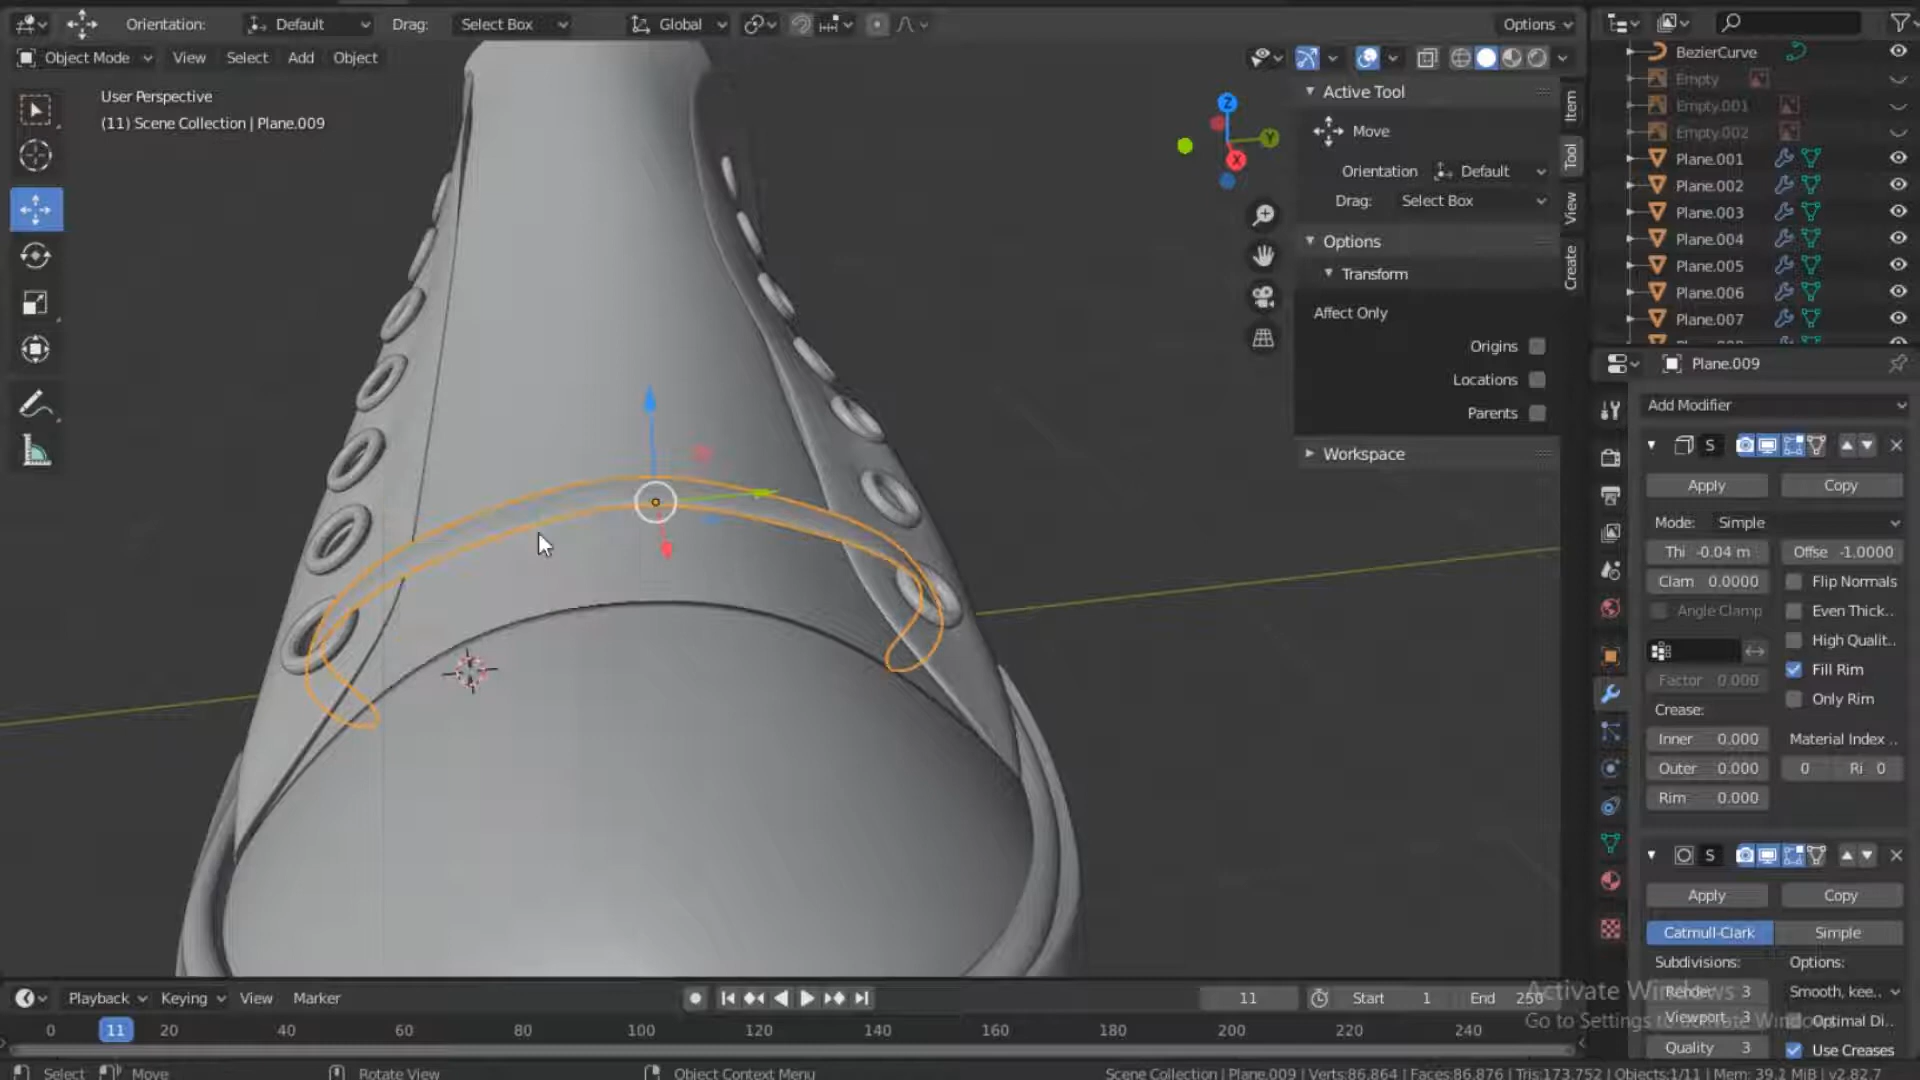 Orientation: Default Drag: Select Box Global Options
Object Mode View Select Add Object
User Perspective
(11) Scene Collection | Plane.009
Z
Y
X
Active Tool
Move
Orientation Default
Drag: Select Box
Options
Transform
Affect Only
Origins
Locations
Parents
Workspace
Item
Tool
View
Create
BezierCurve
Empty
Empty.001
Empty.002
Plane.001
Plane.002
Plane.003
Plane.004
Plane.005
Plane.006
Plane.007
Plane.009
Add Modifier
S
Apply Copy
Mode: Simple
Thi -0.04 m Offse -1.0000
Clam 0.0000 Flip Normals
Angle Clamp Even Thick..
High Qualit..
Factor 0.000 Fill Rim
Crease: Only Rim
Inner 0.000 Material Index ..
Outer 0.000 0 Ri 0
Rim 0.000
S
Apply Copy
Catmull-Clark Simple
Subdivisions: Options:
Render 3 Smooth, kee..
Viewport 3 Optimal Di..
Quality 3 Use Creases
Activate Windows
Go to Settings to activate Windows
Playback Keying View Marker 11 Start 1 End 250
0 11 20 40 60 80 100 120 140 160 180 200 220 240
Select Move Rotate View Object Context Menu Scene Collection | Plane.009 | Verts:86,864 | Faces:86,876 | Tris:173,752 | Objects:1/11 | Mem: 39.2 MiB | v2.82.7